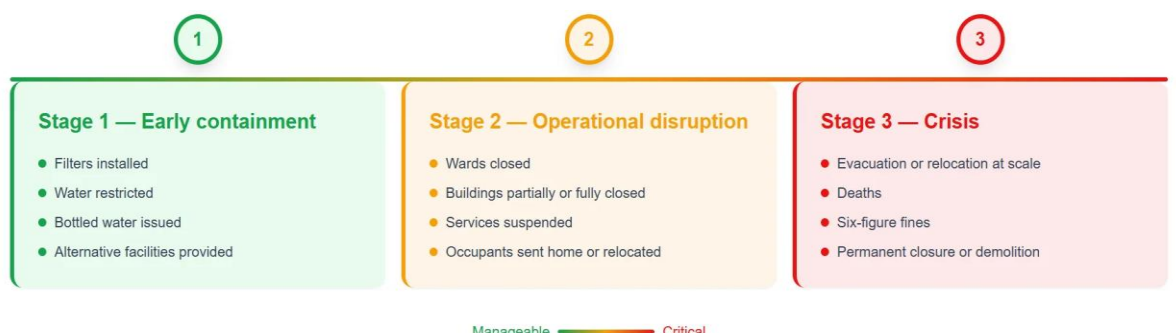 1
2
3
Stage 1 — Early containment
Filters installed
Water restricted
Bottled water issued
Alternative facilities provided
Stage 2 — Operational disruption
Wards closed
Buildings partially or fully closed
Services suspended
Occupants sent home or relocated
Stage 3 — Crisis
Evacuation or relocation at scale
Deaths
Six-figure fines
Permanent closure or demolition
Manageable
Critical